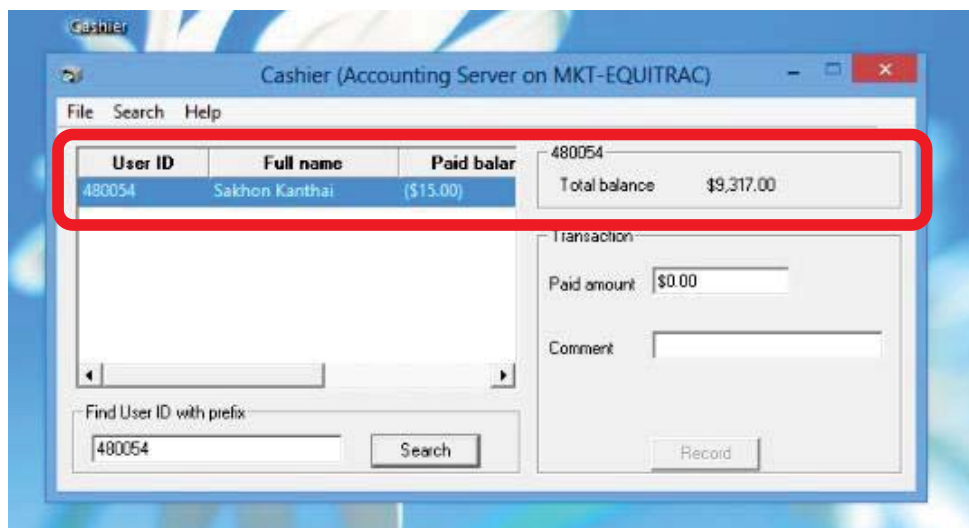 Cashier
Cashier (Accounting Server on MKT-EQUITRAC)
File Search Help
User ID Full name Paid balar
480054 Sakhon Kanthai ($15.00)
480054
Total balance $9,317.00
Transaction
Paid amount $0.00
Comment
Find User ID with prefix
480054 Search
Record